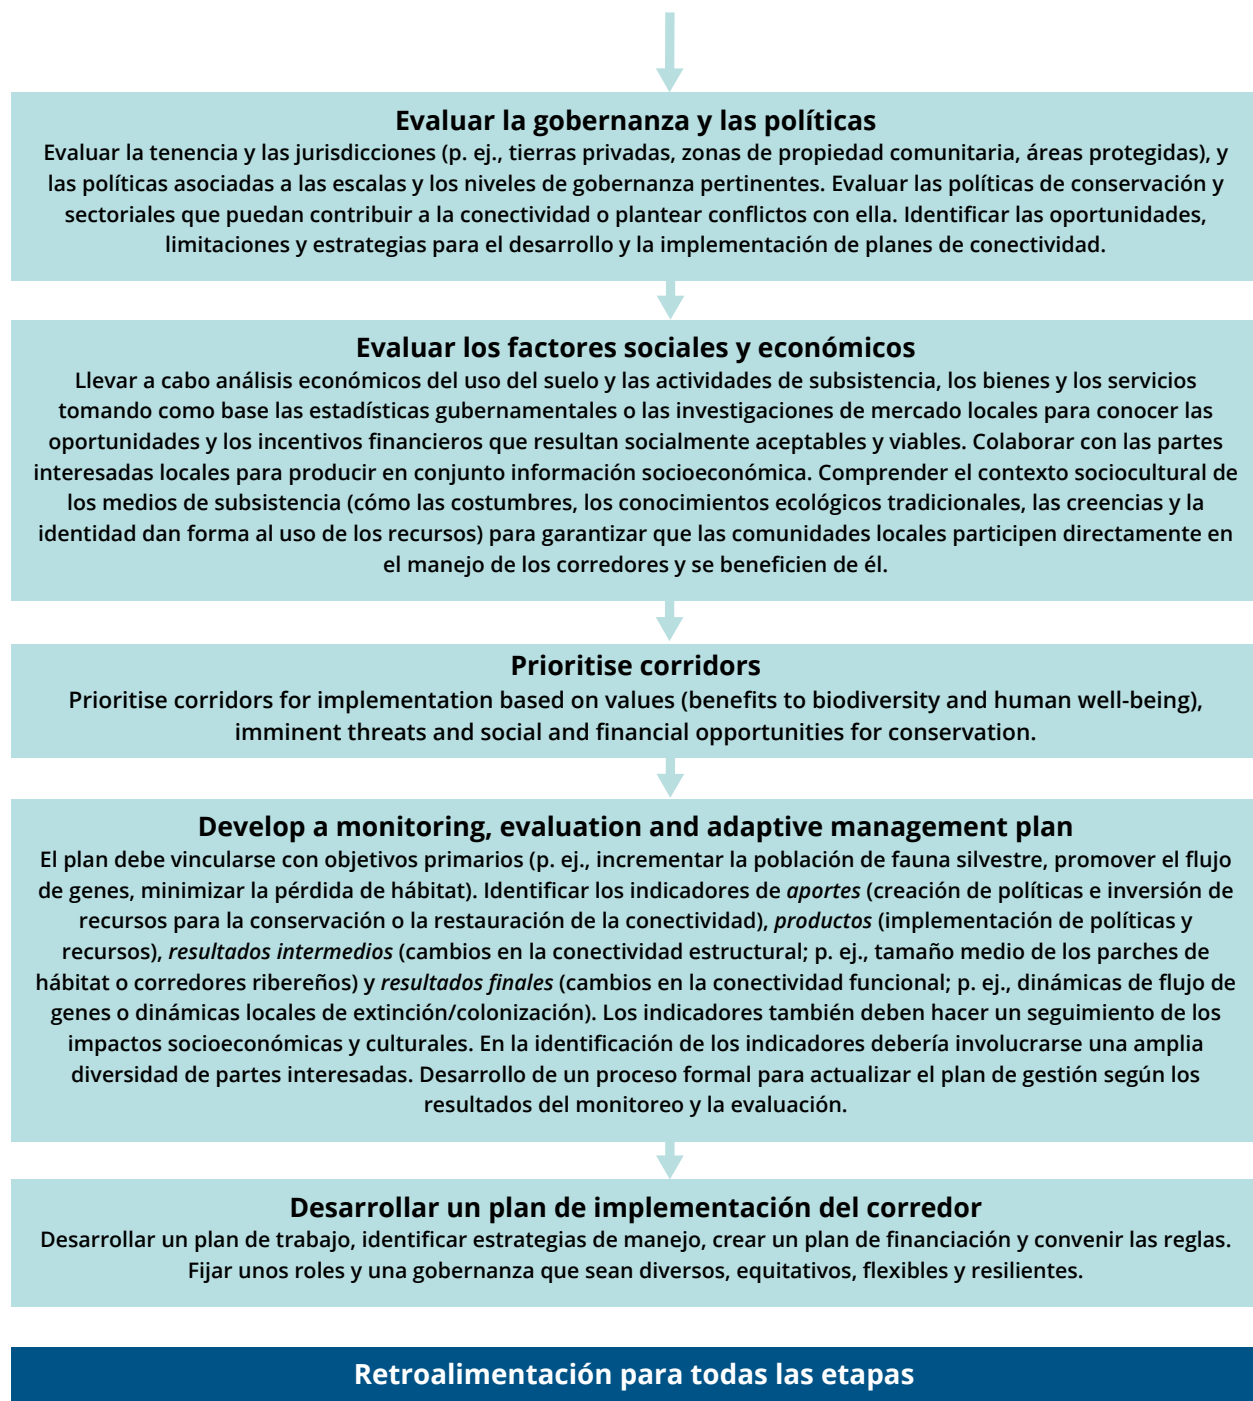 Evaluar la gobernanza y las políticas
Evaluar la tenencia y las jurisdicciones (p. ej., tierras privadas, zonas de propiedad comunitaria, áreas protegidas), y
las políticas asociadas a las escalas y los niveles de gobernanza pertinentes. Evaluar las políticas de conservación y
sectoriales que puedan contribuir a la conectividad o plantear conflictos con ella. Identificar las oportunidades,
limitaciones y estrategias para el desarrollo y la implementación de planes de conectividad.
Evaluar los factores sociales y económicos
Llevar a cabo análisis económicos del uso del suelo y las actividades de subsistencia, los bienes y los servicios
tomando como base las estadísticas gubernamentales o las investigaciones de mercado locales para conocer las
oportunidades y los incentivos financieros que resultan socialmente aceptables y viables. Colaborar con las partes
interesadas locales para producir en conjunto información socioeconómica. Comprender el contexto sociocultural de
los medios de subsistencia (cómo las costumbres, los conocimientos ecológicos tradicionales, las creencias y la
identidad dan forma al uso de los recursos) para garantizar que las comunidades locales participen directamente en
el manejo de los corredores y se beneficien de él.
Prioritise corridors
Prioritise corridors for implementation based on values (benefits to biodiversity and human well-being),
imminent threats and social and financial opportunities for conservation.
Develop a monitoring, evaluation and adaptive management plan
El plan debe vincularse con objetivos primarios (p. ej., incrementar la población de fauna silvestre, promover el flujo
de genes, minimizar la pérdida de hábitat). Identificar los indicadores de aportes (creación de políticas e inversión de
recursos para la conservación o la restauración de la conectividad), productos (implementación de políticas y
recursos), resultados intermedios (cambios en la conectividad estructural; p. ej., tamaño medio de los parches de
hábitat o corredores ribereños) y resultados finales (cambios en la conectividad funcional; p. ej., dinámicas de flujo de
genes o dinámicas locales de extinción/colonización). Los indicadores también deben hacer un seguimiento de los
impactos socioeconómicas y culturales. En la identificación de los indicadores debería involucrarse una amplia
diversidad de partes interesadas. Desarrollo de un proceso formal para actualizar el plan de gestión según los
resultados del monitoreo y la evaluación.
Desarrollar un plan de implementación del corredor
Desarrollar un plan de trabajo, identificar estrategias de manejo, crear un plan de financiación y convenir las reglas.
Fijar unos roles y una gobernanza que sean diversos, equitativos, flexibles y resilientes.
Retroalimentación para todas las etapas